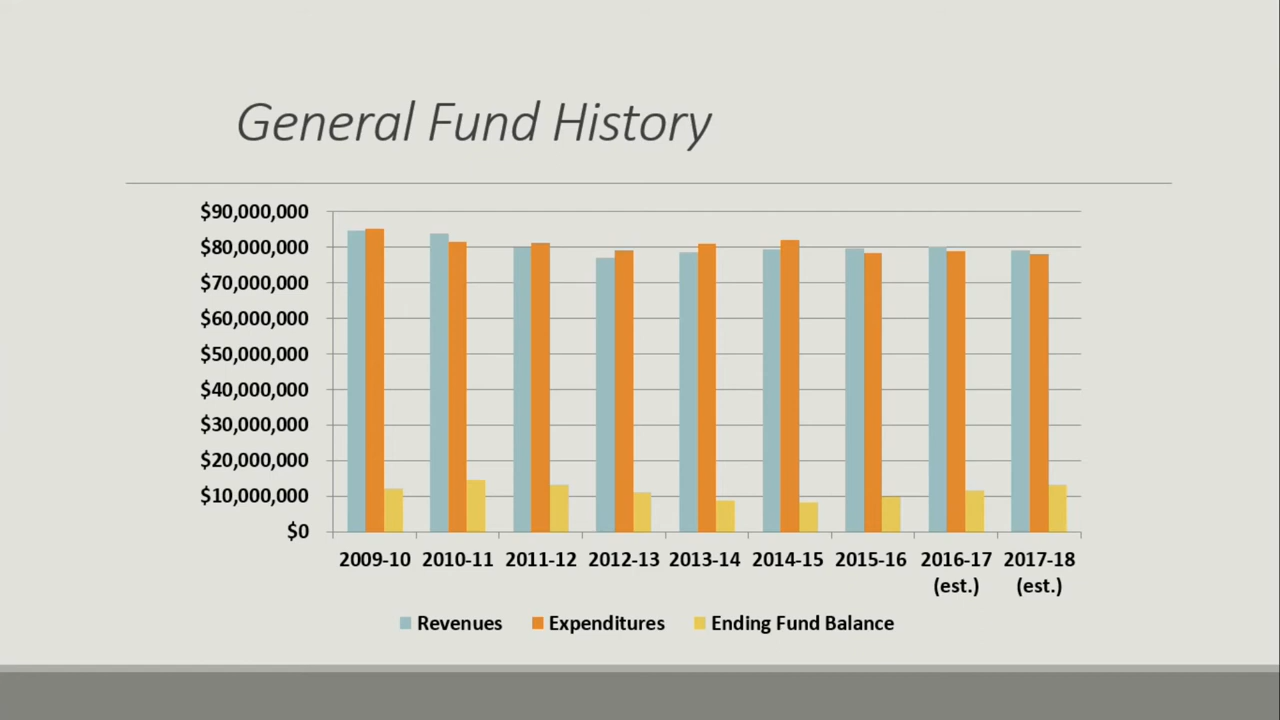 General Fund History
$90,000,000
$80,000,000
$70,000,000
$60,000,000
$50,000,000
$40,000,000
$30,000,000
$20,000,000
$10,000,000
$0
2009-10 2010-11 2011-12 2012-13 2013-14 2014-15 2015-16 2016-17 2017-18
(est.) (est.)
Revenues Expenditures Ending Fund Balance